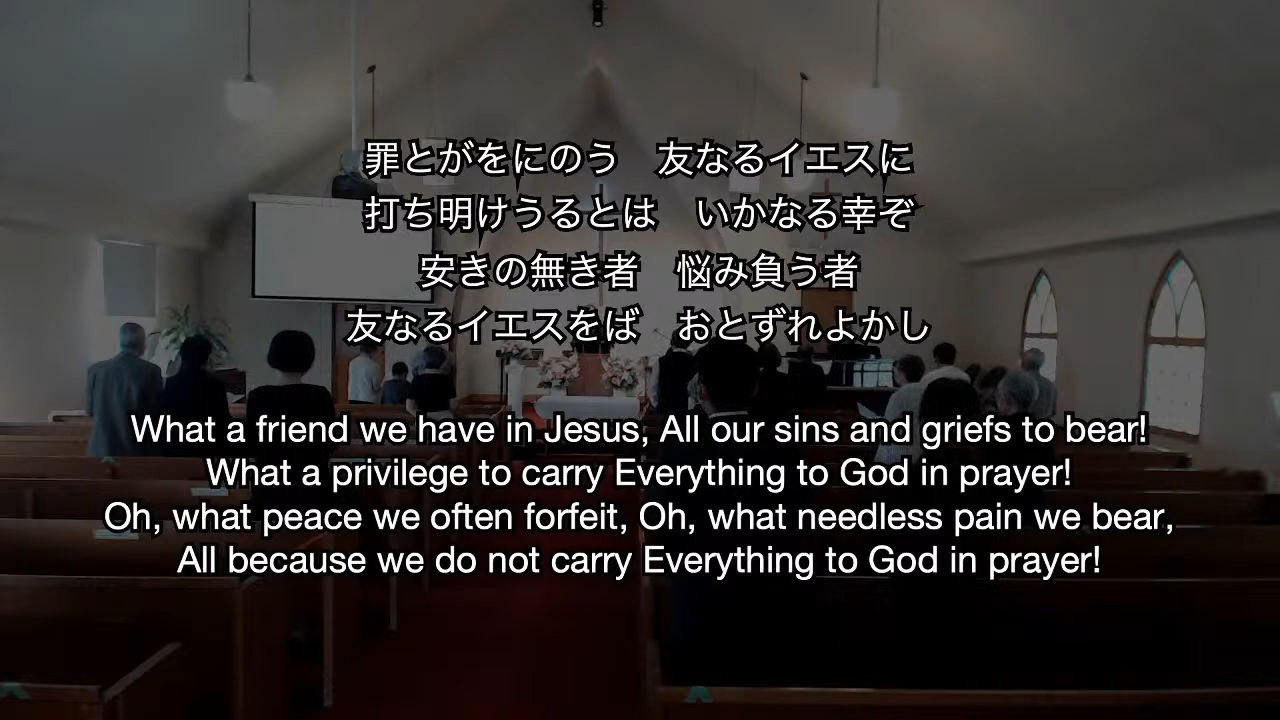 罪とがをにのう　友なるイエスに
打ち明けうるとは　いかなる幸ぞ
安きの無き者　悩み負う者
友なるイエスをば　おとずれよかし
What a friend we have in Jesus, All our sins and griefs to bear!
What a privilege to carry Everything to God in prayer!
Oh, what peace we often forfeit, Oh, what needless pain we bear,
All because we do not carry Everything to God in prayer!